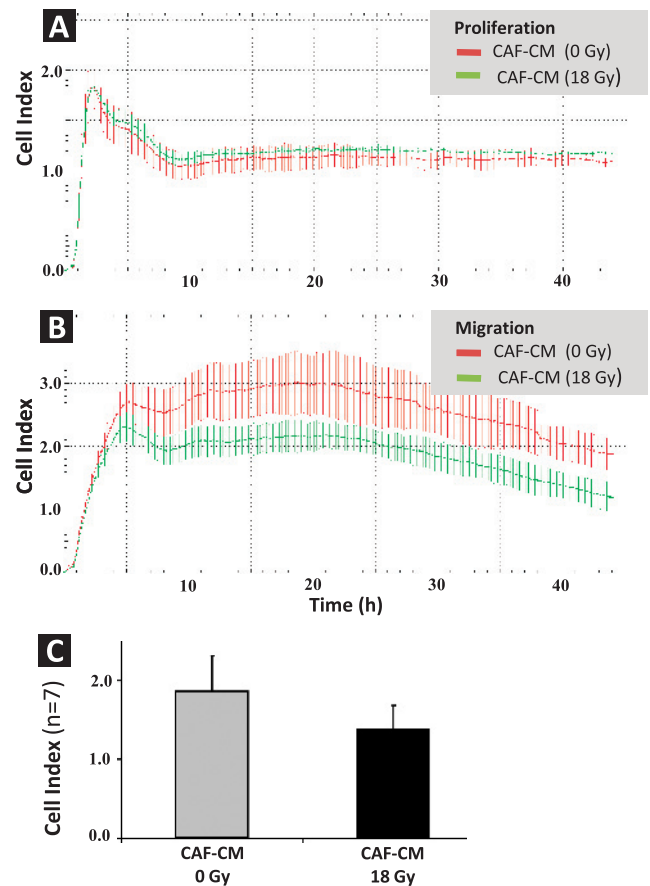 A
Proliferation
CAF-CM (0 Gy)
CAF-CM (18 Gy)
Cell Index
2.0
1.0
0.0
10
20
30
40
B
Migration
CAF-CM (0 Gy)
CAF-CM (18 Gy)
Cell Index
3.0
2.0
1.0
0.0
10
20
30
40
Time (h)
C
Cell Index (n=7)
2.0
1.0
0.0
CAF-CM
0 Gy
CAF-CM
18 Gy